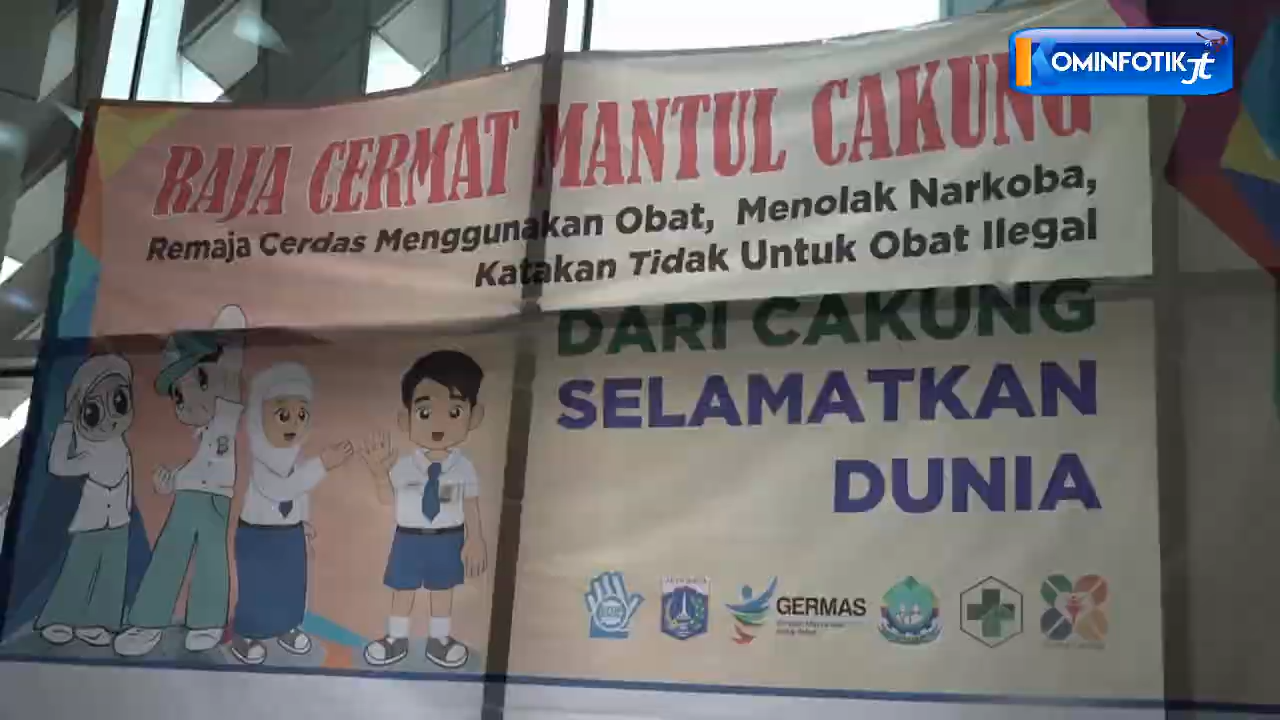 KOMINFOTIK jt
RAJA CERMAT MANTUL CAKUNG
Remaja Cerdas Menggunakan Obat, Menolak Narkoba,
Katakan Tidak Untuk Obat Ilegal
DARI CAKUNG
SELAMATKAN
DUNIA
GERMAS